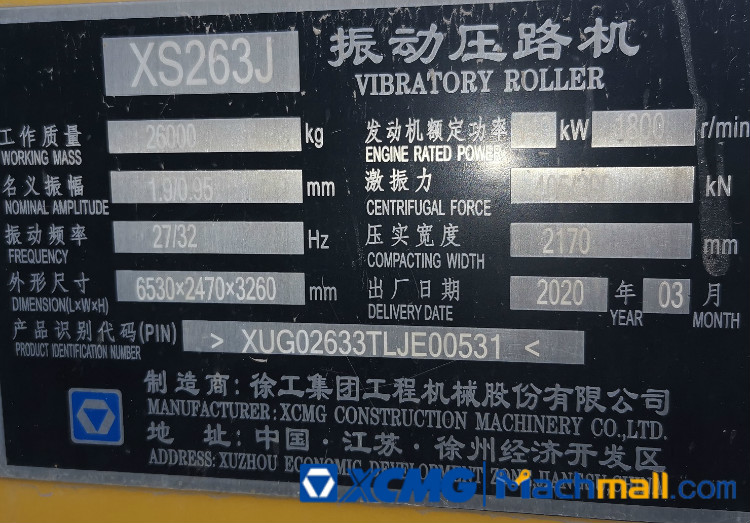 XS263J 振动压路机
VIBRATORY ROLLER
工作质量 26000 kg 发动机额定功率 kW 1800 r/min
WORKING MASS ENGINE RATED POWER
名义振幅 1.9/0.95 mm 激振力 kN
NOMINAL AMPLITUDE CENTRIFUGAL FORCE
振动频率 27/32 Hz 压实宽度 2170 mm
FREQUENCY COMPACTING WIDTH
外形尺寸 6530×2470×3260 mm 出厂日期 2020 年 03 月
DIMENSION(L×W×H) DELIVERY DATE YEAR MONTH
产品识别代码(PIN) > XUG02633TLJE00531 <
PRODUCT IDENTIFICATION NUMBER
制造商:徐工集团工程机械股份有限公司
MANUFACTURER: XCMG CONSTRUCTION MACHINERY CO.,LTD.
地 址:中国·江苏·徐州经济开发区
ADDRESS: XUZHOU ECONOMIC DEVELOPMENT ZONE, JIANGSU
XCMG Machmall.com